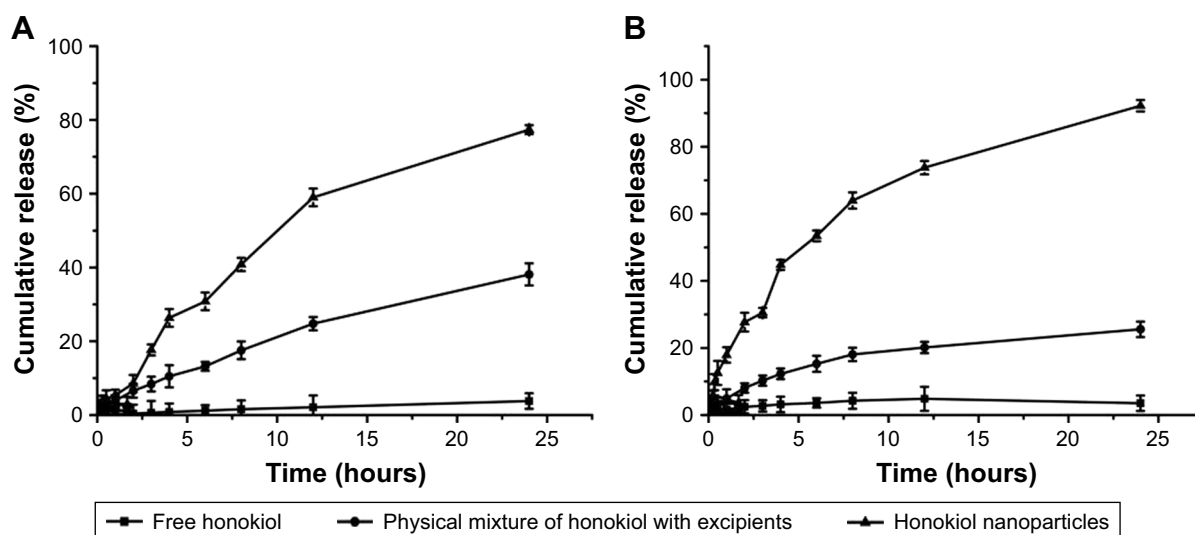 A
Cumulative release (%)
100
80
60
40
20
0
0 5 10 15 20 25
Time (hours)
B
Cumulative release (%)
100
80
60
40
20
0
0 5 10 15 20 25
Time (hours)
Free honokiol Physical mixture of honokiol with excipients Honokiol nanoparticles